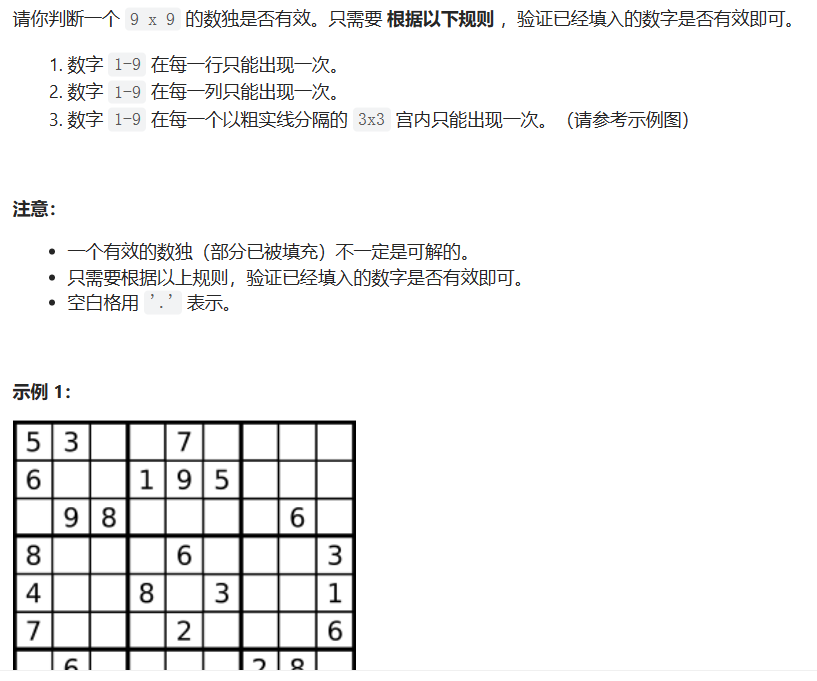 请你判断一个 9 x 9 的数独是否有效。只需要 根据以下规则 ，验证已经填入的数字是否有效即可。
1. 数字 1-9 在每一行只能出现一次。
2. 数字 1-9 在每一列只能出现一次。
3. 数字 1-9 在每一个以粗实线分隔的 3x3 宫内只能出现一次。（请参考示例图）
注意：
• 一个有效的数独（部分已被填充）不一定是可解的。
• 只需要根据以上规则，验证已经填入的数字是否有效即可。
• 空白格用 '.' 表示。
示例 1：
5 3 7
6 1 9 5
9 8 6
8 6 3
4 8 3 1
7 2 6
6 2 8